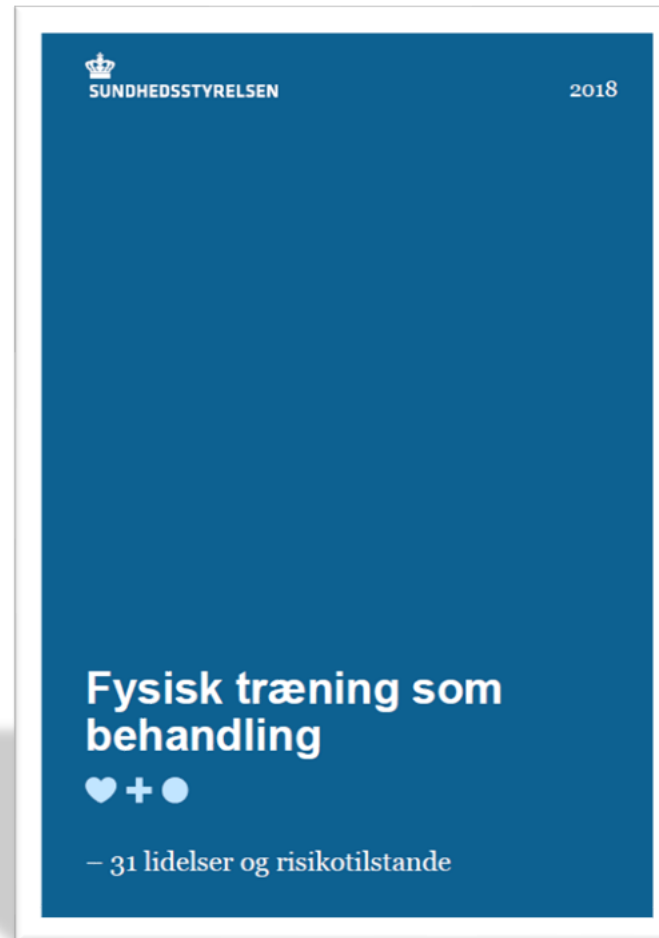 SUNDHEDSSTYRELSEN
2018
Fysisk træning som
behandling
– 31 lidelser og risikotilstande